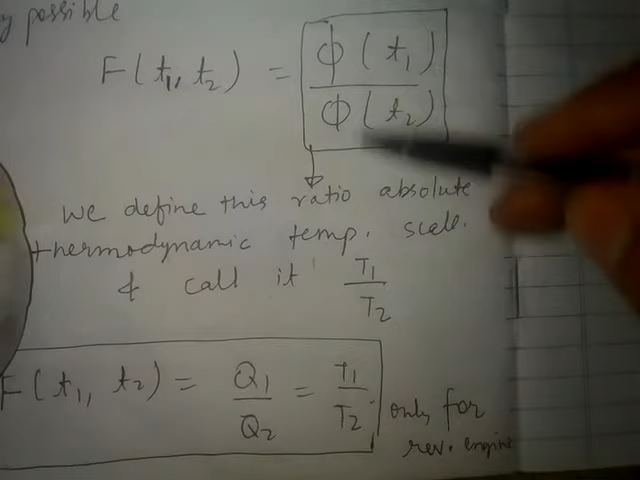 y possible
F(t₁, t₂) = ϕ(t₁) / ϕ(t₂)
we define this ratio absolute
thermodynamic temp. scale.
& call it T₁ / T₂
F(t₁, t₂) = Q₁ / Q₂ = T₁ / T₂ only for
rev. engine